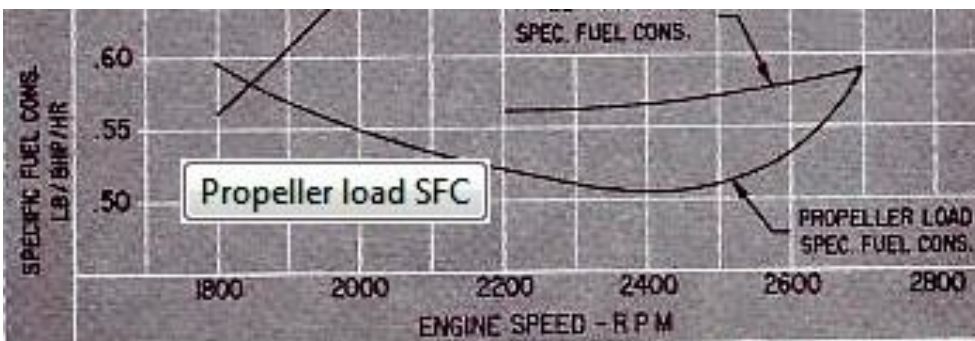 SPEC. FUEL CONS.
SPECIFIC FUEL CONS.
LB/BHP/HR
.60
.55
.50
Propeller load SFC
PROPELLER LOAD
SPEC. FUEL CONS.
1800
2000
2200
2400
2600
2800
ENGINE SPEED - RPM